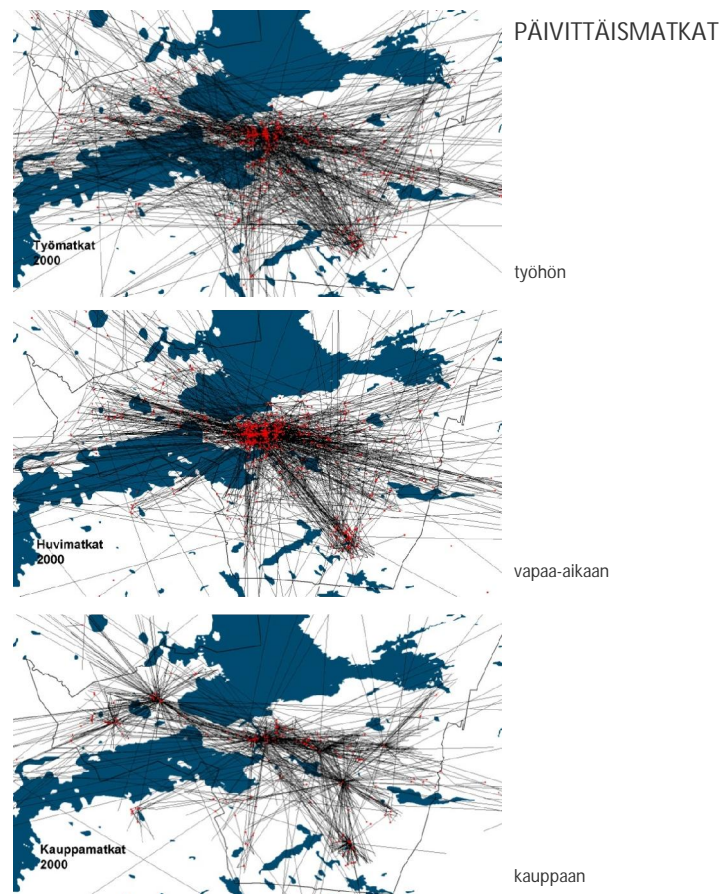 PÄIVITTÄISMATKAT
Työmatkat
2000
työhön
Huvimatkat
2000
vapaa-aikaan
Kauppamatkat
2000
kauppaan